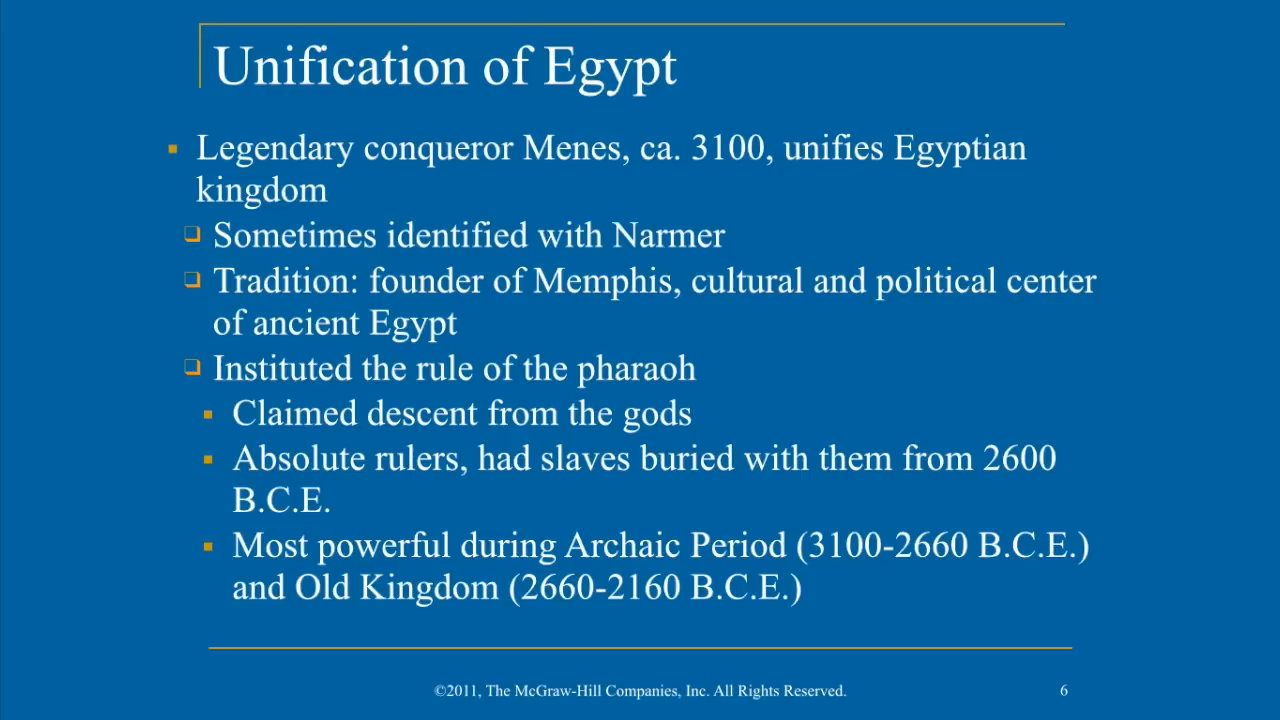 Unification of Egypt
Legendary conqueror Menes, ca. 3100, unifies Egyptian
kingdom
Sometimes identified with Narmer
Tradition: founder of Memphis, cultural and political center
of ancient Egypt
Instituted the rule of the pharaoh
Claimed descent from the gods
Absolute rulers, had slaves buried with them from 2600
B.C.E.
Most powerful during Archaic Period (3100-2660 B.C.E.)
and Old Kingdom (2660-2160 B.C.E.)
©2011, The McGraw-Hill Companies, Inc. All Rights Reserved.
6